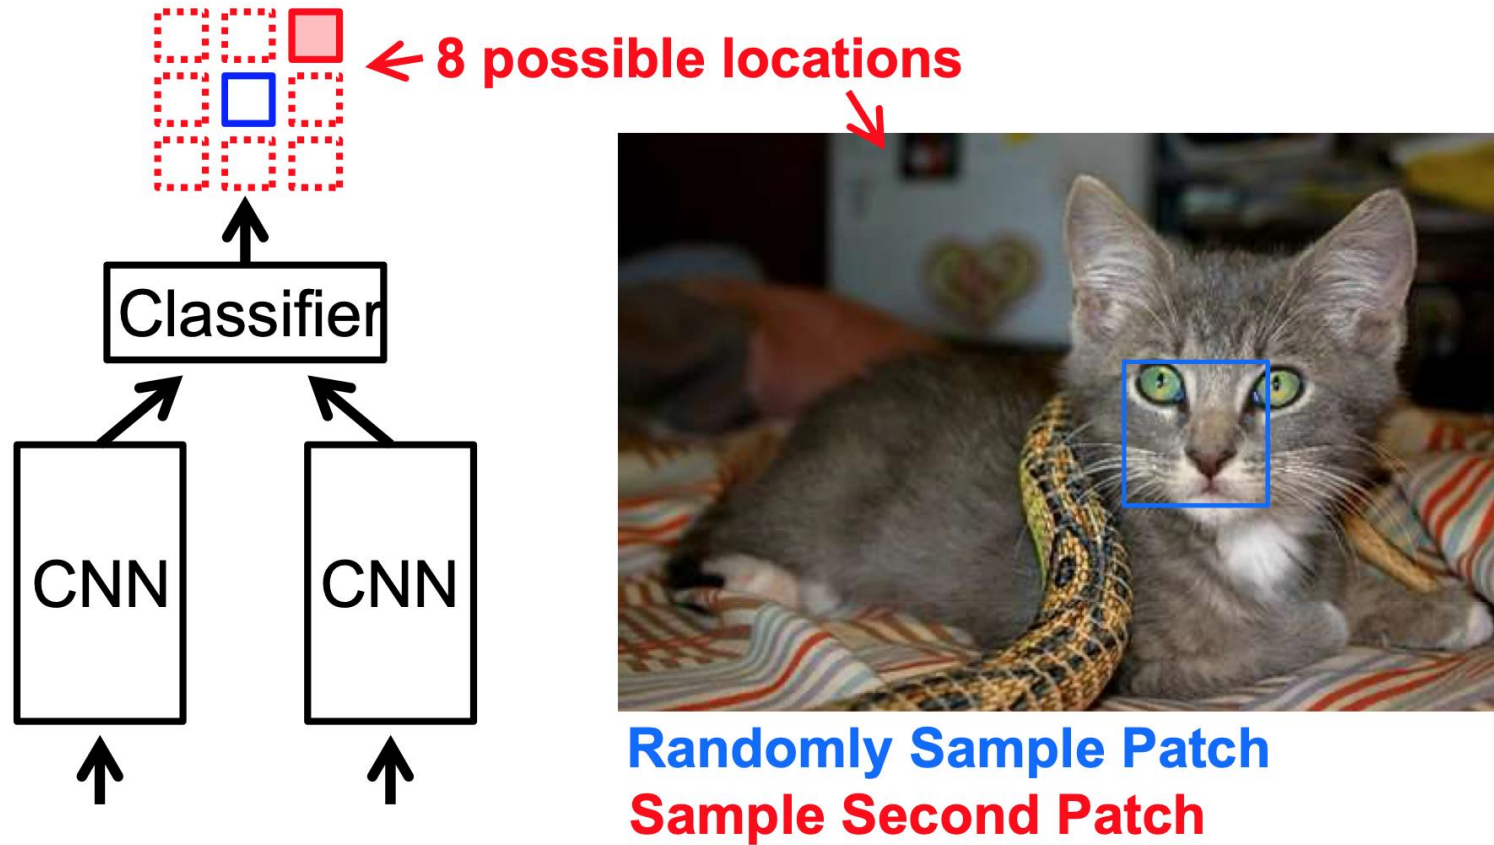 8 possible locations
Classifier
CNN
CNN
Randomly Sample Patch
Sample Second Patch